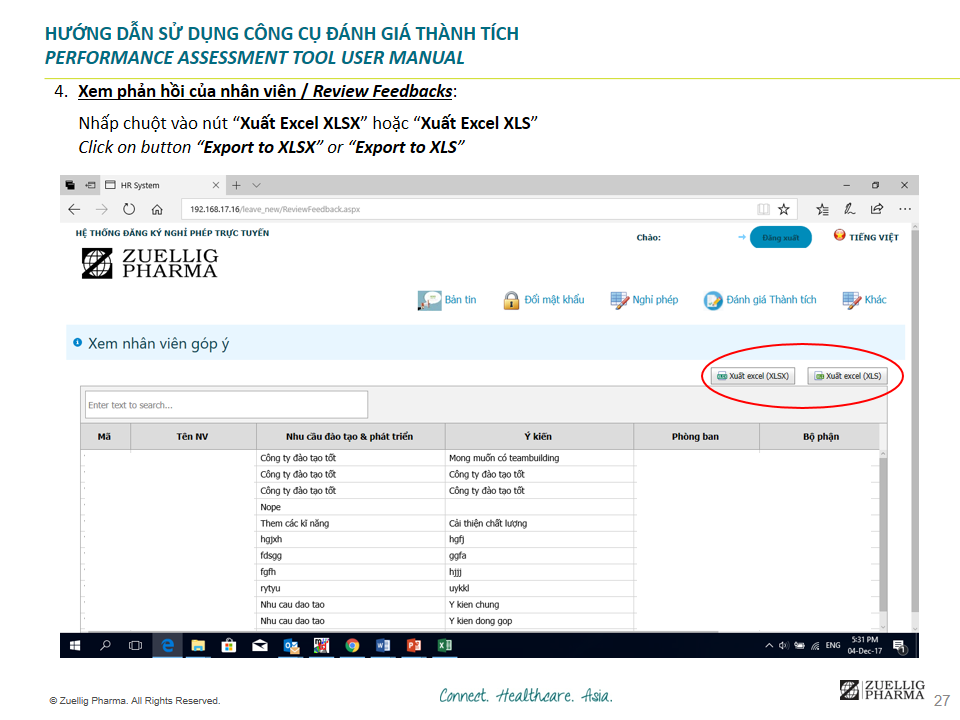 HƯỚNG DẪN SỬ DỤNG CÔNG CỤ ĐÁNH GIÁ THÀNH TÍCH
PERFORMANCE ASSESSMENT TOOL USER MANUAL
4. Xem phản hồi của nhân viên / Review Feedbacks:
Nhấp chuột vào nút “Xuất Excel XLSX” hoặc “Xuất Excel XLS”
Click on button “Export to XLSX” or “Export to XLS”
HR System
192.168.17.16/leave_new/ReviewFeedback.aspx
HỆ THỐNG ĐĂNG KÝ NGHỈ PHÉP TRỰC TUYẾN
Chào: Đăng xuất TIẾNG VIỆT
ZUELLIG
PHARMA
Bản tin Đổi mật khẩu Nghỉ phép Đánh giá Thành tích Khác
Xem nhân viên góp ý
Xuất excel (XLSX) Xuất excel (XLS)
Enter text to search...
Mã Tên NV Nhu cầu đào tạo & phát triển Ý kiến Phòng ban Bộ phận
Công ty đào tạo tốt Mong muốn có teambuilding
Công ty đào tạo tốt Công ty đào tạo tốt
Công ty đào tạo tốt Công ty đào tạo tốt
Nope
Them các kĩ năng Cải thiện chất lượng
hgjxh hgfj
fdsgg ggfa
fgfh hjjj
rytyu uykkl
Nhu cau dao tao Y kien chung
Nhu cau dao tao Y kien dong gop
ENG 5:31 PM
04-Dec-17 1
© Zuellig Pharma. All Rights Reserved. Connect. Healthcare. Asia. ZUELLIG
PHARMA 27